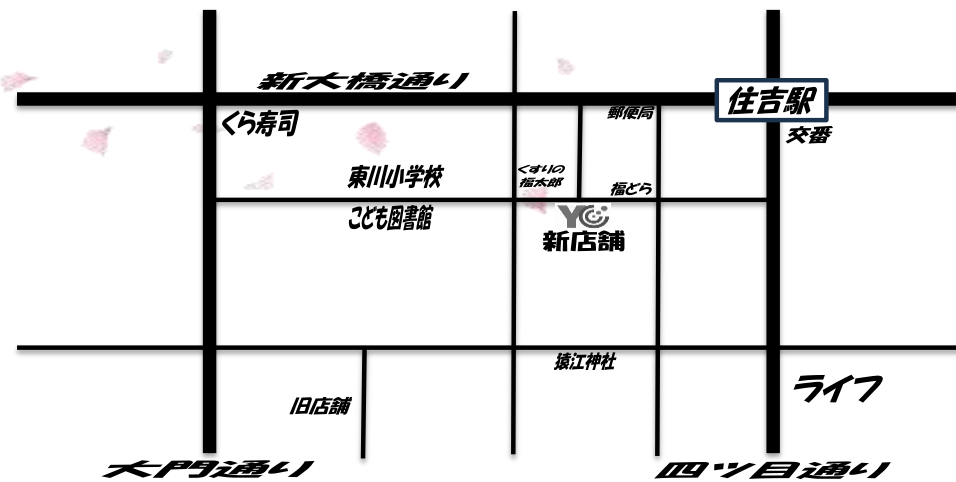 新大橋通り
住吉駅
くら寿司
郵便局
交番
東川小学校
くすりの
福太郎
福どら
こども図書館
YC
新店舗
猿江神社
ライフ
旧店舗
大門通り
四ツ目通り